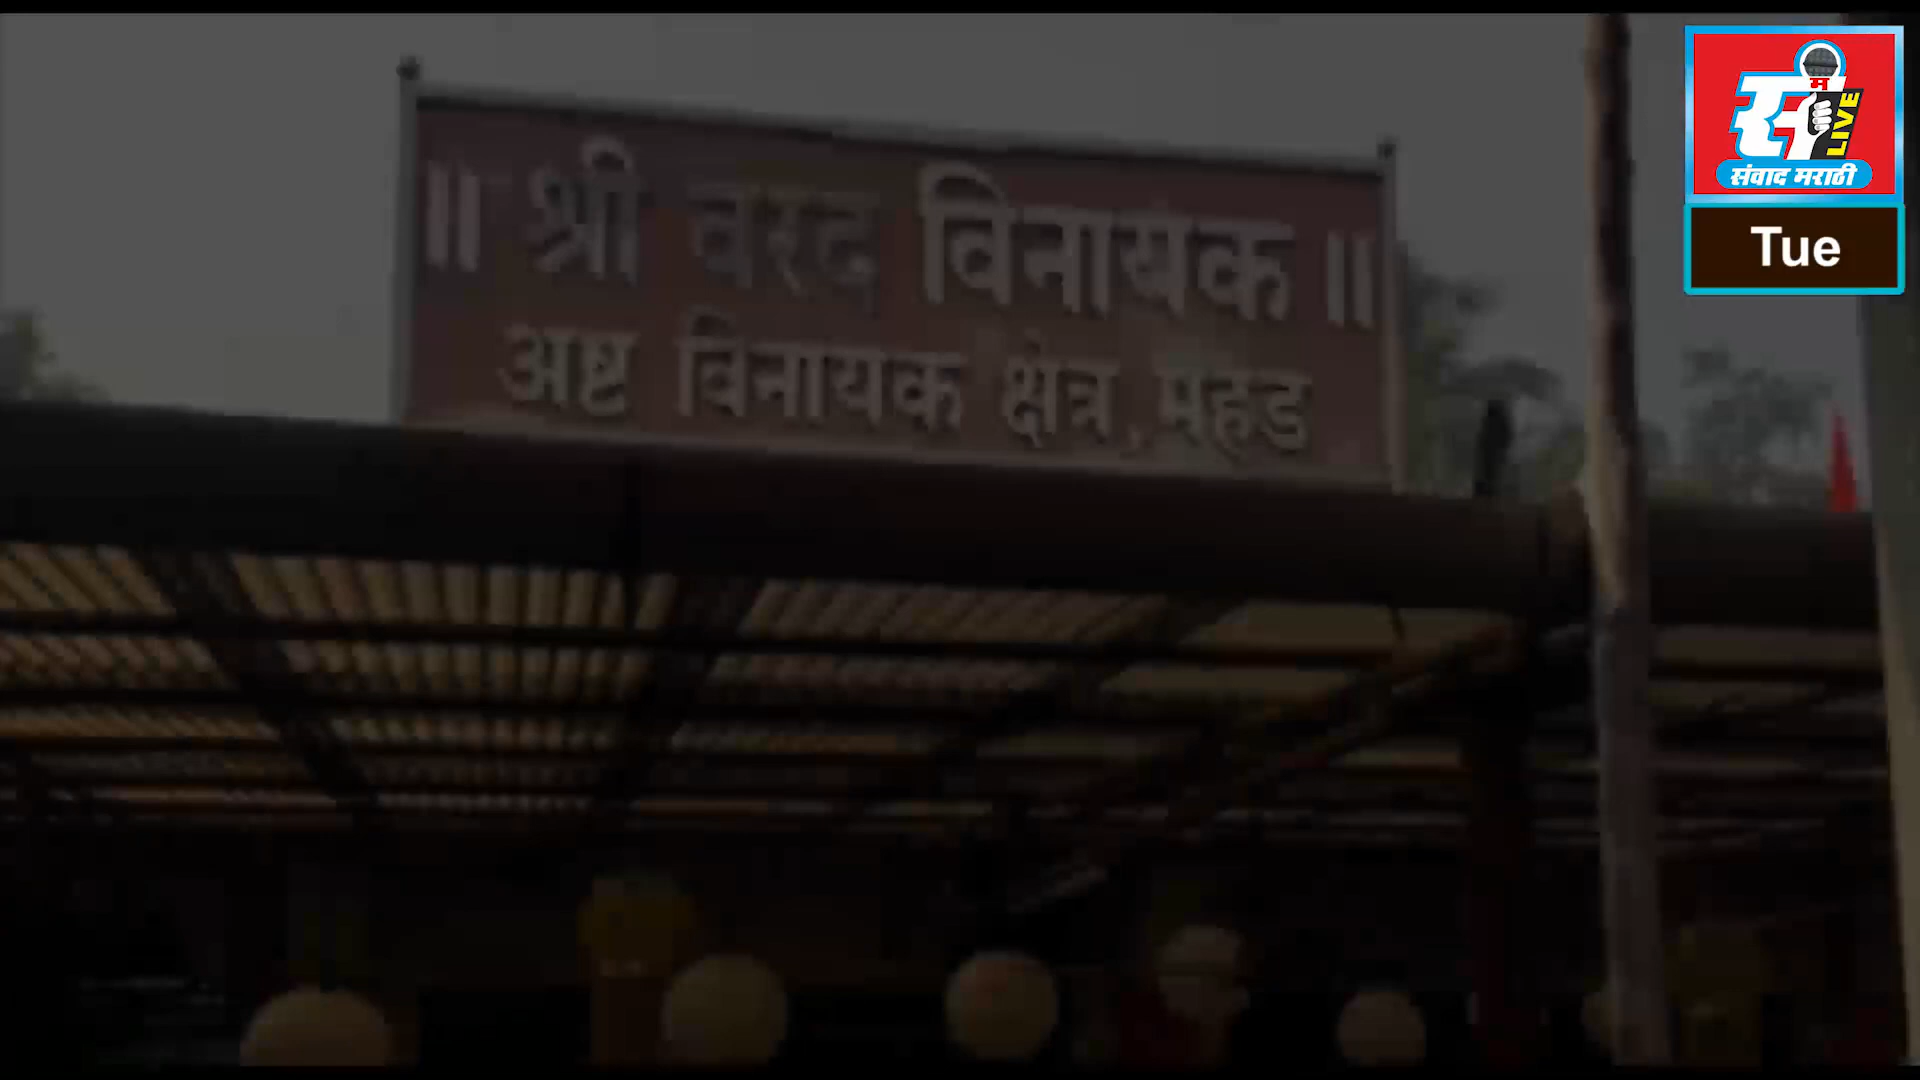 || श्री वरद विनायक ||
अष्ट विनायक क्षेत्र, महड
स
म
LIVE
संवाद मराठी
Tue